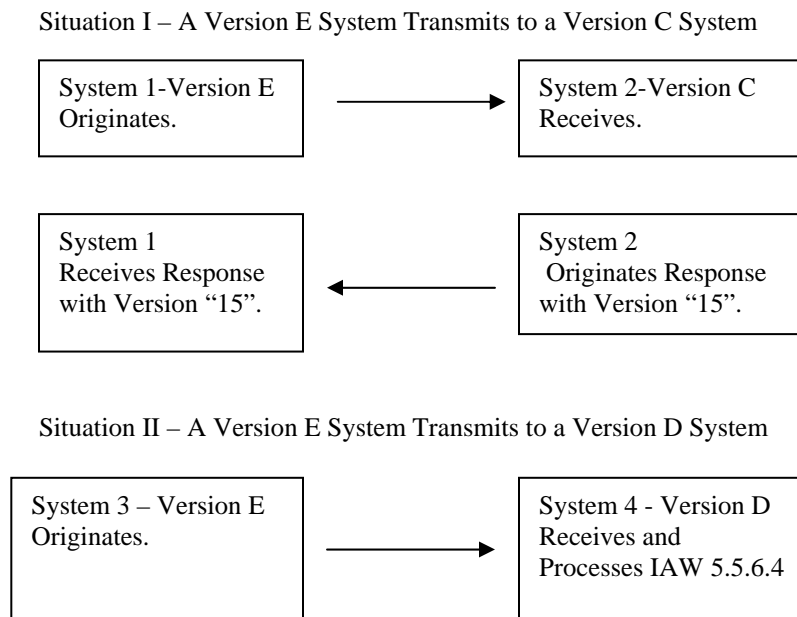 Situation I – A Version E System Transmits to a Version C System
System 1-Version E
Originates.
System 2-Version C
Receives.
System 1
Receives Response
with Version “15”.
System 2
Originates Response
with Version “15”.
Situation II – A Version E System Transmits to a Version D System
System 3 – Version E
Originates.
System 4 - Version D
Receives and
Processes IAW 5.5.6.4